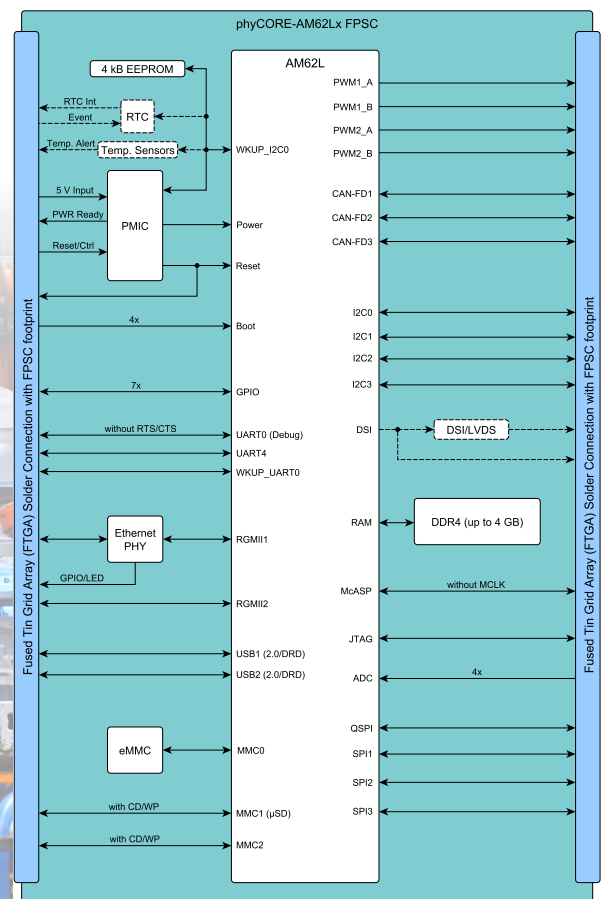 phyCORE-AM62Lx FPSC
Fused Tin Grid Array (FTGA) Solder Connection with FPSC footprint
4 kB EEPROM
RTC Int
Event
RTC
Temp. Alert
Temp. Sensors
5 V Input
PWR Ready
Reset/Ctrl
PMIC
4x
7x
without RTS/CTS
Ethernet
PHY
GPIO/LED
eMMC
with CD/WP
with CD/WP
AM62L
WKUP_I2C0
Power
Reset
Boot
GPIO
UART0 (Debug)
UART4
WKUP_UART0
RGMII1
RGMII2
USB1 (2.0/DRD)
USB2 (2.0/DRD)
MMC0
MMC1 (µSD)
MMC2
PWM1_A
PWM1_B
PWM2_A
PWM2_B
CAN-FD1
CAN-FD2
CAN-FD3
I2C0
I2C1
I2C2
I2C3
DSI
RAM
McASP
JTAG
ADC
QSPI
SPI1
SPI2
SPI3
DSI/LVDS
DDR4 (up to 4 GB)
without MCLK
4x
Fused Tin Grid Array (FTGA) Solder Connection with FPSC footprint